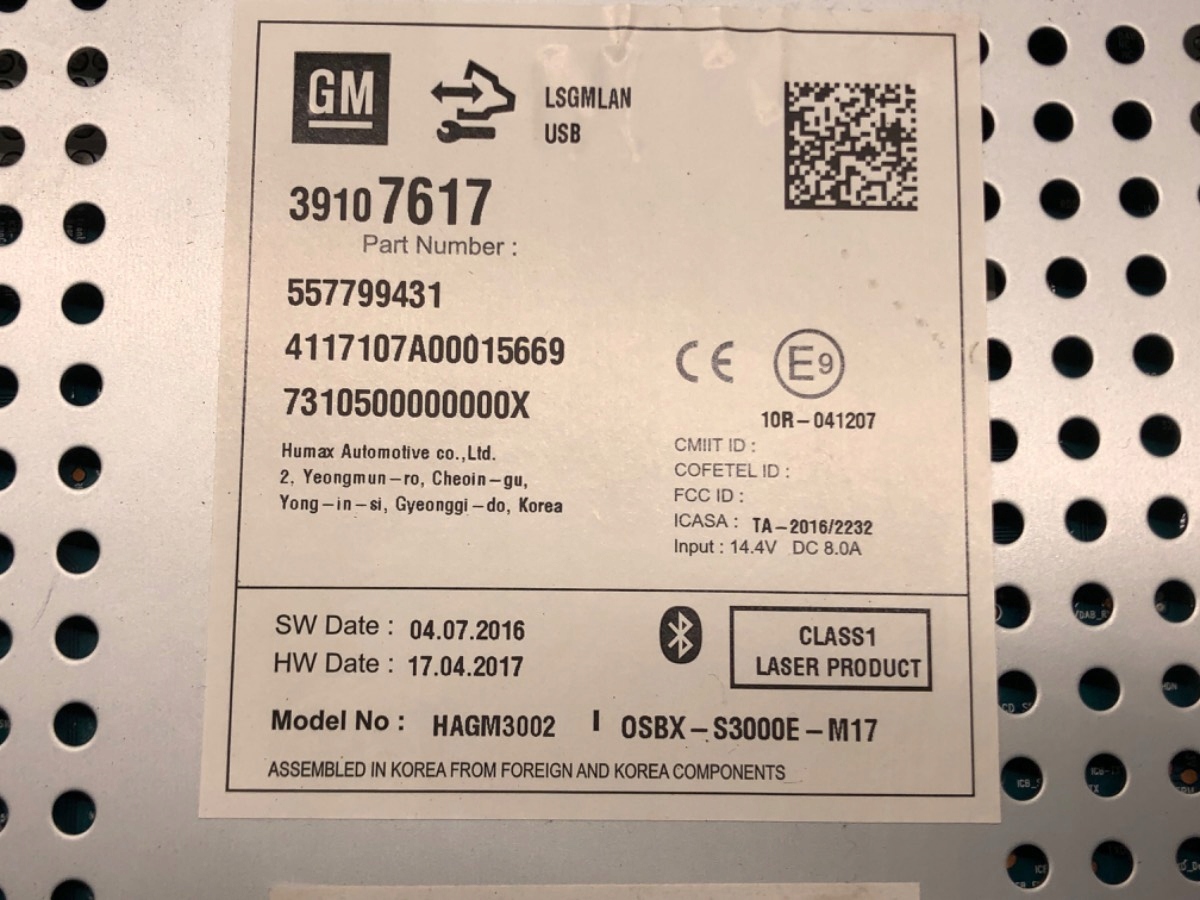 GM
LSGMLAN
USB
39107617
Part Number :
557799431
4117107A00015669
7310500000000X
Humax Automotive co.,Ltd.
2, Yeongmun-ro, Cheoin-gu,
Yong-in-si, Gyeonggi-do, Korea
CE E9
10R-041207
CMIIT ID :
COFETEL ID :
FCC ID :
ICASA : TA-2016/2232
Input : 14.4V DC 8.0A
SW Date : 04.07.2016
HW Date : 17.04.2017
CLASS1
LASER PRODUCT
Model No : HAGM3002 I OSBX-S3000E-M17
ASSEMBLED IN KOREA FROM FOREIGN AND KOREA COMPONENTS